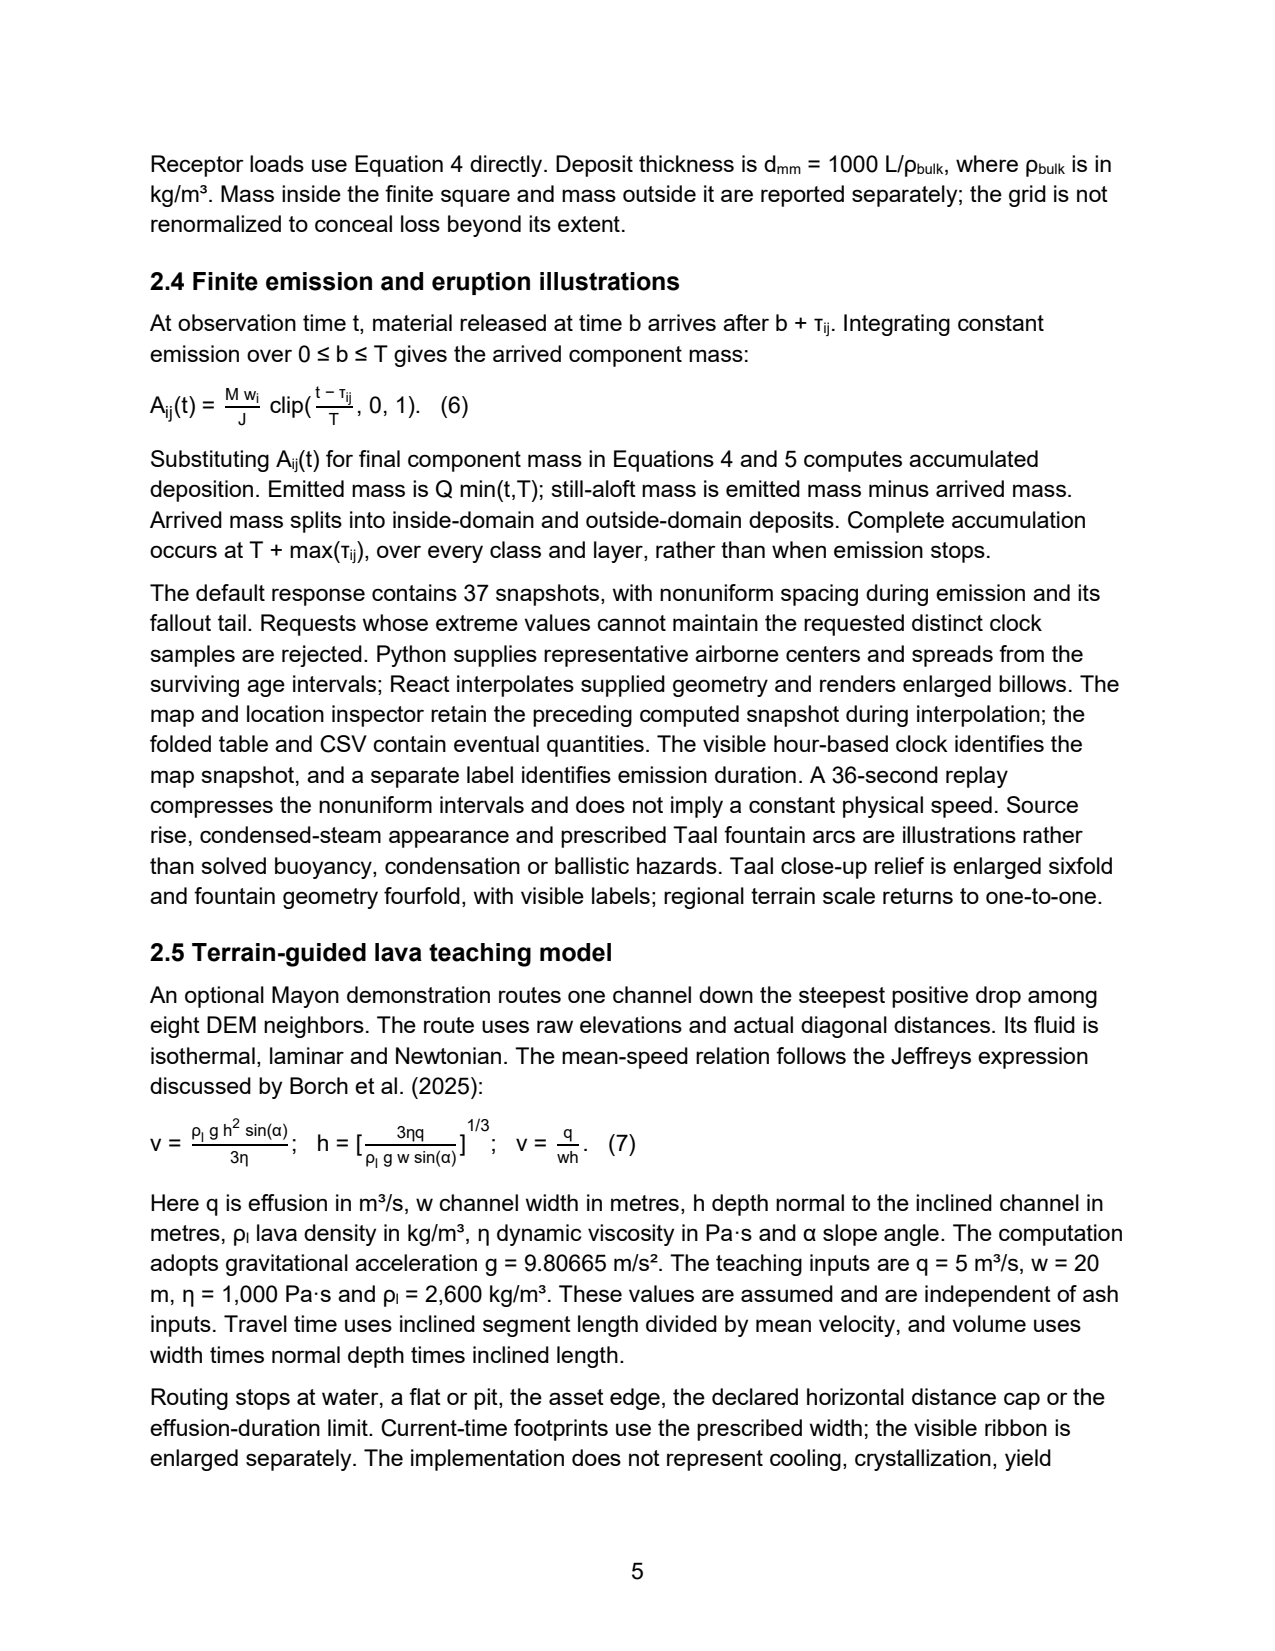 Receptor loads use Equation 4 directly. Deposit thickness is dmm = 1000 L/ρbulk, where ρbulk is in
kg/m³. Mass inside the finite square and mass outside it are reported separately; the grid is not
renormalized to conceal loss beyond its extent.
2.4 Finite emission and eruption illustrations
At observation time t, material released at time b arrives after b + τij. Integrating constant
emission over 0 ≤ b ≤ T gives the arrived component mass:
Aij(t) = M wi / J clip(t − τij / T, 0, 1). (6)
Substituting Aij(t) for final component mass in Equations 4 and 5 computes accumulated
deposition. Emitted mass is Q min(t,T); still-aloft mass is emitted mass minus arrived mass.
Arrived mass splits into inside-domain and outside-domain deposits. Complete accumulation
occurs at T + max(τij), over every class and layer, rather than when emission stops.
The default response contains 37 snapshots, with nonuniform spacing during emission and its
fallout tail. Requests whose extreme values cannot maintain the requested distinct clock
samples are rejected. Python supplies representative airborne centers and spreads from the
surviving age intervals; React interpolates supplied geometry and renders enlarged billows. The
map and location inspector retain the preceding computed snapshot during interpolation; the
folded table and CSV contain eventual quantities. The visible hour-based clock identifies the
map snapshot, and a separate label identifies emission duration. A 36-second replay
compresses the nonuniform intervals and does not imply a constant physical speed. Source
rise, condensed-steam appearance and prescribed Taal fountain arcs are illustrations rather
than solved buoyancy, condensation or ballistic hazards. Taal close-up relief is enlarged sixfold
and fountain geometry fourfold, with visible labels; regional terrain scale returns to one-to-one.
2.5 Terrain-guided lava teaching model
An optional Mayon demonstration routes one channel down the steepest positive drop among
eight DEM neighbors. The route uses raw elevations and actual diagonal distances. Its fluid is
isothermal, laminar and Newtonian. The mean-speed relation follows the Jeffreys expression
discussed by Borch et al. (2025):
v = ρl g h² sin(α) / 3η; h = [3ηq / ρl g w sin(α)]^1/3; v = q / wh. (7)
Here q is effusion in m³/s, w channel width in metres, h depth normal to the inclined channel in
metres, ρl lava density in kg/m³, η dynamic viscosity in Pa·s and α slope angle. The computation
adopts gravitational acceleration g = 9.80665 m/s². The teaching inputs are q = 5 m³/s, w = 20
m, η = 1,000 Pa·s and ρl = 2,600 kg/m³. These values are assumed and are independent of ash
inputs. Travel time uses inclined segment length divided by mean velocity, and volume uses
width times normal depth times inclined length.
Routing stops at water, a flat or pit, the asset edge, the declared horizontal distance cap or the
effusion-duration limit. Current-time footprints use the prescribed width; the visible ribbon is
enlarged separately. The implementation does not represent cooling, crystallization, yield
5